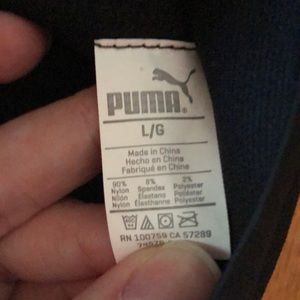 PUMA®
L/G
Made in China
Hecho en China
Fabriqué en China
90% 8% 2%
Nylon Spandex Polyester
Nilón Elastano Poliéster
Nylon Élasthanne Polyester
RN 100759 CA 57289